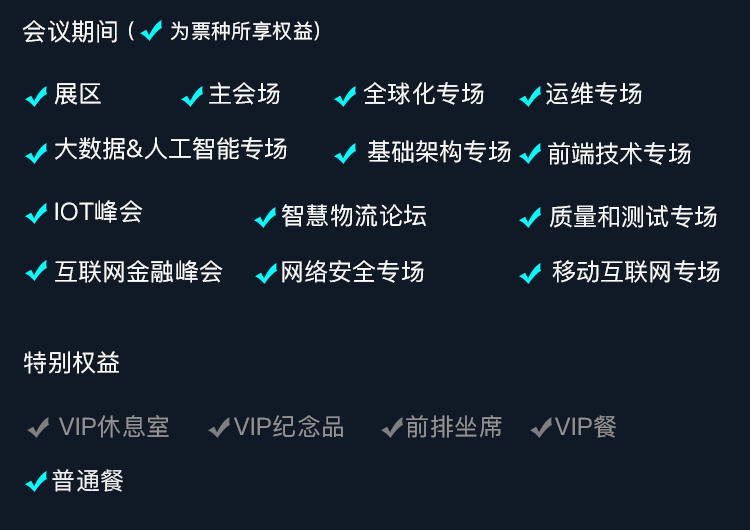 会议期间（✓ 为票种所享权益）
✓ 展区 ✓ 主会场 ✓ 全球化专场 ✓ 运维专场
✓ 大数据&人工智能专场 ✓ 基础架构专场 ✓ 前端技术专场
✓ IOT峰会 ✓ 智慧物流论坛 ✓ 质量和测试专场
✓ 互联网金融峰会 ✓ 网络安全专场 ✓ 移动互联网专场
特别权益
✓ VIP休息室 ✓ VIP纪念品 ✓ 前排坐席 ✓ VIP餐
✓ 普通餐